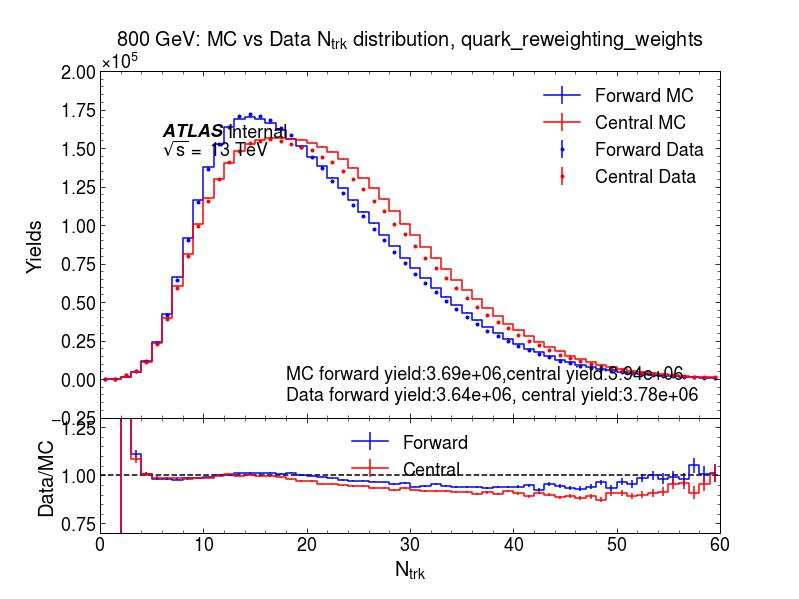 800 GeV: MC vs Data Ntrk distribution, quark_reweighting_weights
×10⁵
2.00
1.75
1.50
1.25
1.00
0.75
0.50
0.25
0.00
−0.25
Yields
ATLAS Internal
√s = 13 TeV
Forward MC
Central MC
Forward Data
Central Data
MC forward yield:3.69e+06,central yield:3.94e+06
Data forward yield:3.64e+06, central yield:3.78e+06
1.25
1.00
0.75
Data/MC
Forward
Central
0 10 20 30 40 50 60
Ntrk